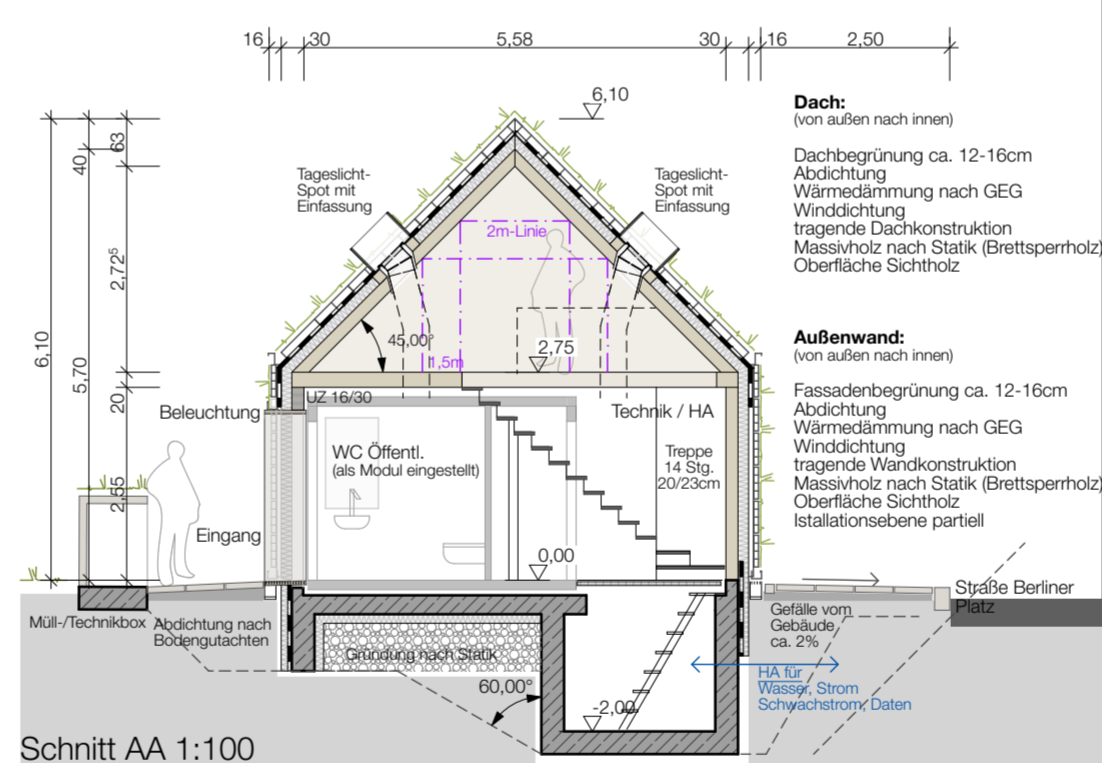 16
30
5,58
30
16
2,50
6,10
Dach:
(von außen nach innen)
Dachbegrünung ca. 12-16cm
Abdichtung
Wärmedämmung nach GEG
Winddichtung
tragende Dachkonstruktion
Massivholz nach Statik (Brettsperrholz)
Oberfläche Sichtholz
63
40
Tageslicht-
Spot mit
Einfassung
Tageslicht-
Spot mit
Einfassung
2m-Linie
2,72⁵
45,00°
1,5m
2,75
6,10
5,70
20
Außenwand:
(von außen nach innen)
Fassadenbegrünung ca. 12-16cm
Abdichtung
Wärmedämmung nach GEG
Winddichtung
tragende Wandkonstruktion
Massivholz nach Statik (Brettsperrholz)
Oberfläche Sichtholz
Istallationsebene partiell
Beleuchtung
UZ 16/30
Technik / HA
WC Öffentl.
(als Modul eingestellt)
Treppe
14 Stg.
20/23cm
2,55
Eingang
0,00
Straße Berliner
Platz
Müll-/Technikbox
Abdichtung nach
Bodengutachten
Gefälle vom
Gebäude
ca. 2%
Gründung nach Statik
60,00°
-2,00
HA für
Wasser, Strom
Schwachstrom, Daten
Schnitt AA 1:100